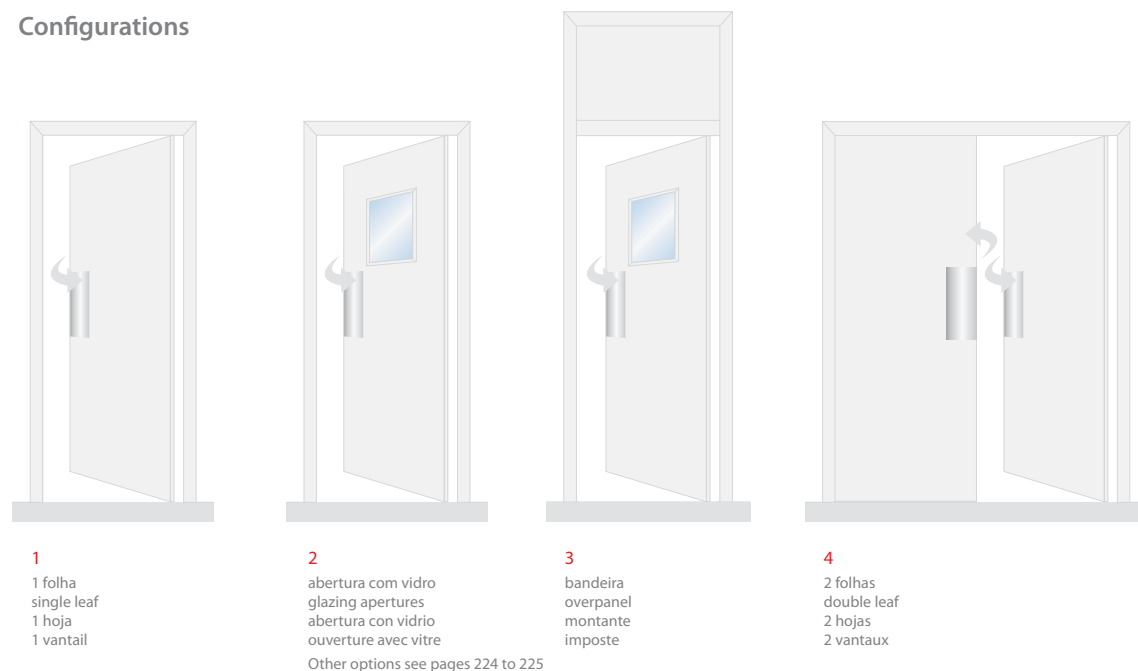 Configurations
1
1 folha
single leaf
1 hoja
1 vantail
2
abertura com vidro
glazing apertures
abertura con vidrio
ouverture avec vitre
Other options see pages 224 to 225
3
bandeira
overpanel
montante
imposte
4
2 folhas
double leaf
2 hojas
2 vantaux